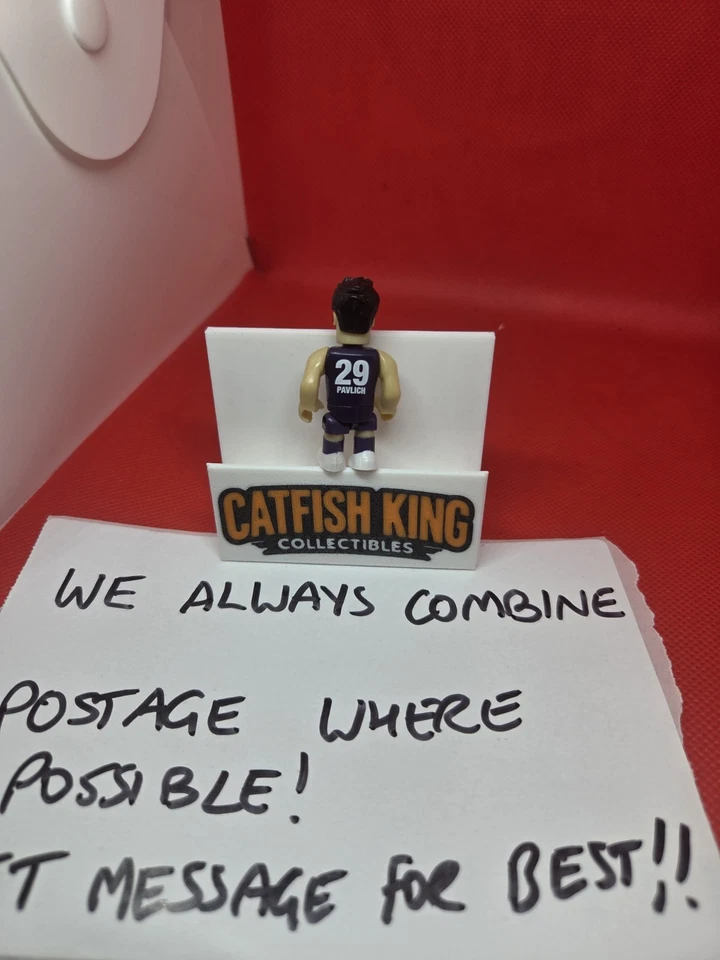 29
PAVLICH
CATFISH KING
COLLECTIBLES
WE ALWAYS COMBINE
POSTAGE WHERE
POSSIBLE!
MESSAGE FOR BEST!!